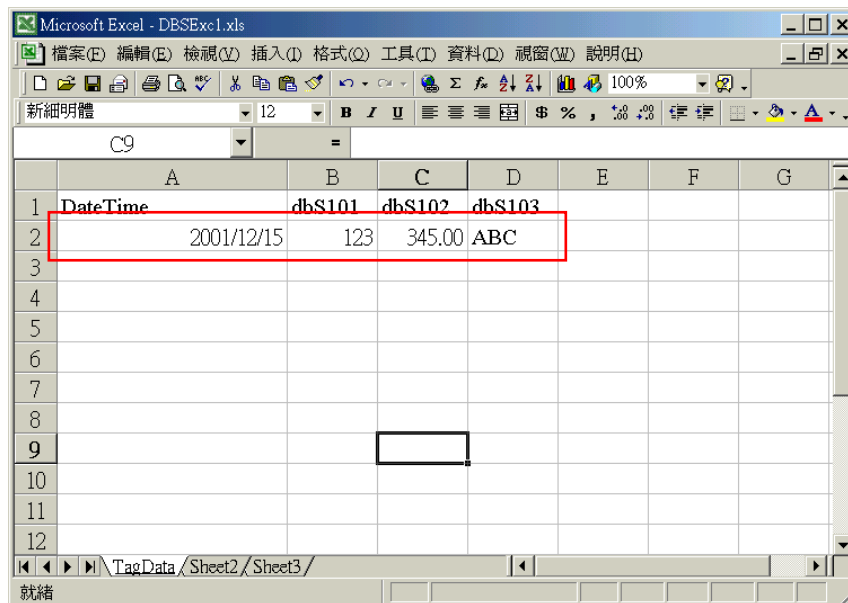 Microsoft Excel - DBSExc1.xls
檔案(F) 編輯(E) 檢視(V) 插入(I) 格式(O) 工具(T) 資料(D) 視窗(W) 說明(H)
100%
新細明體 12 B I U $ % ,
C9 =
A B C D E F G
1 DateTime dbS101 dbS102 dbS103
2 2001/12/15 123 345.00 ABC
3
4
5
6
7
8
9
10
11
12
TagData Sheet2 Sheet3
就緒